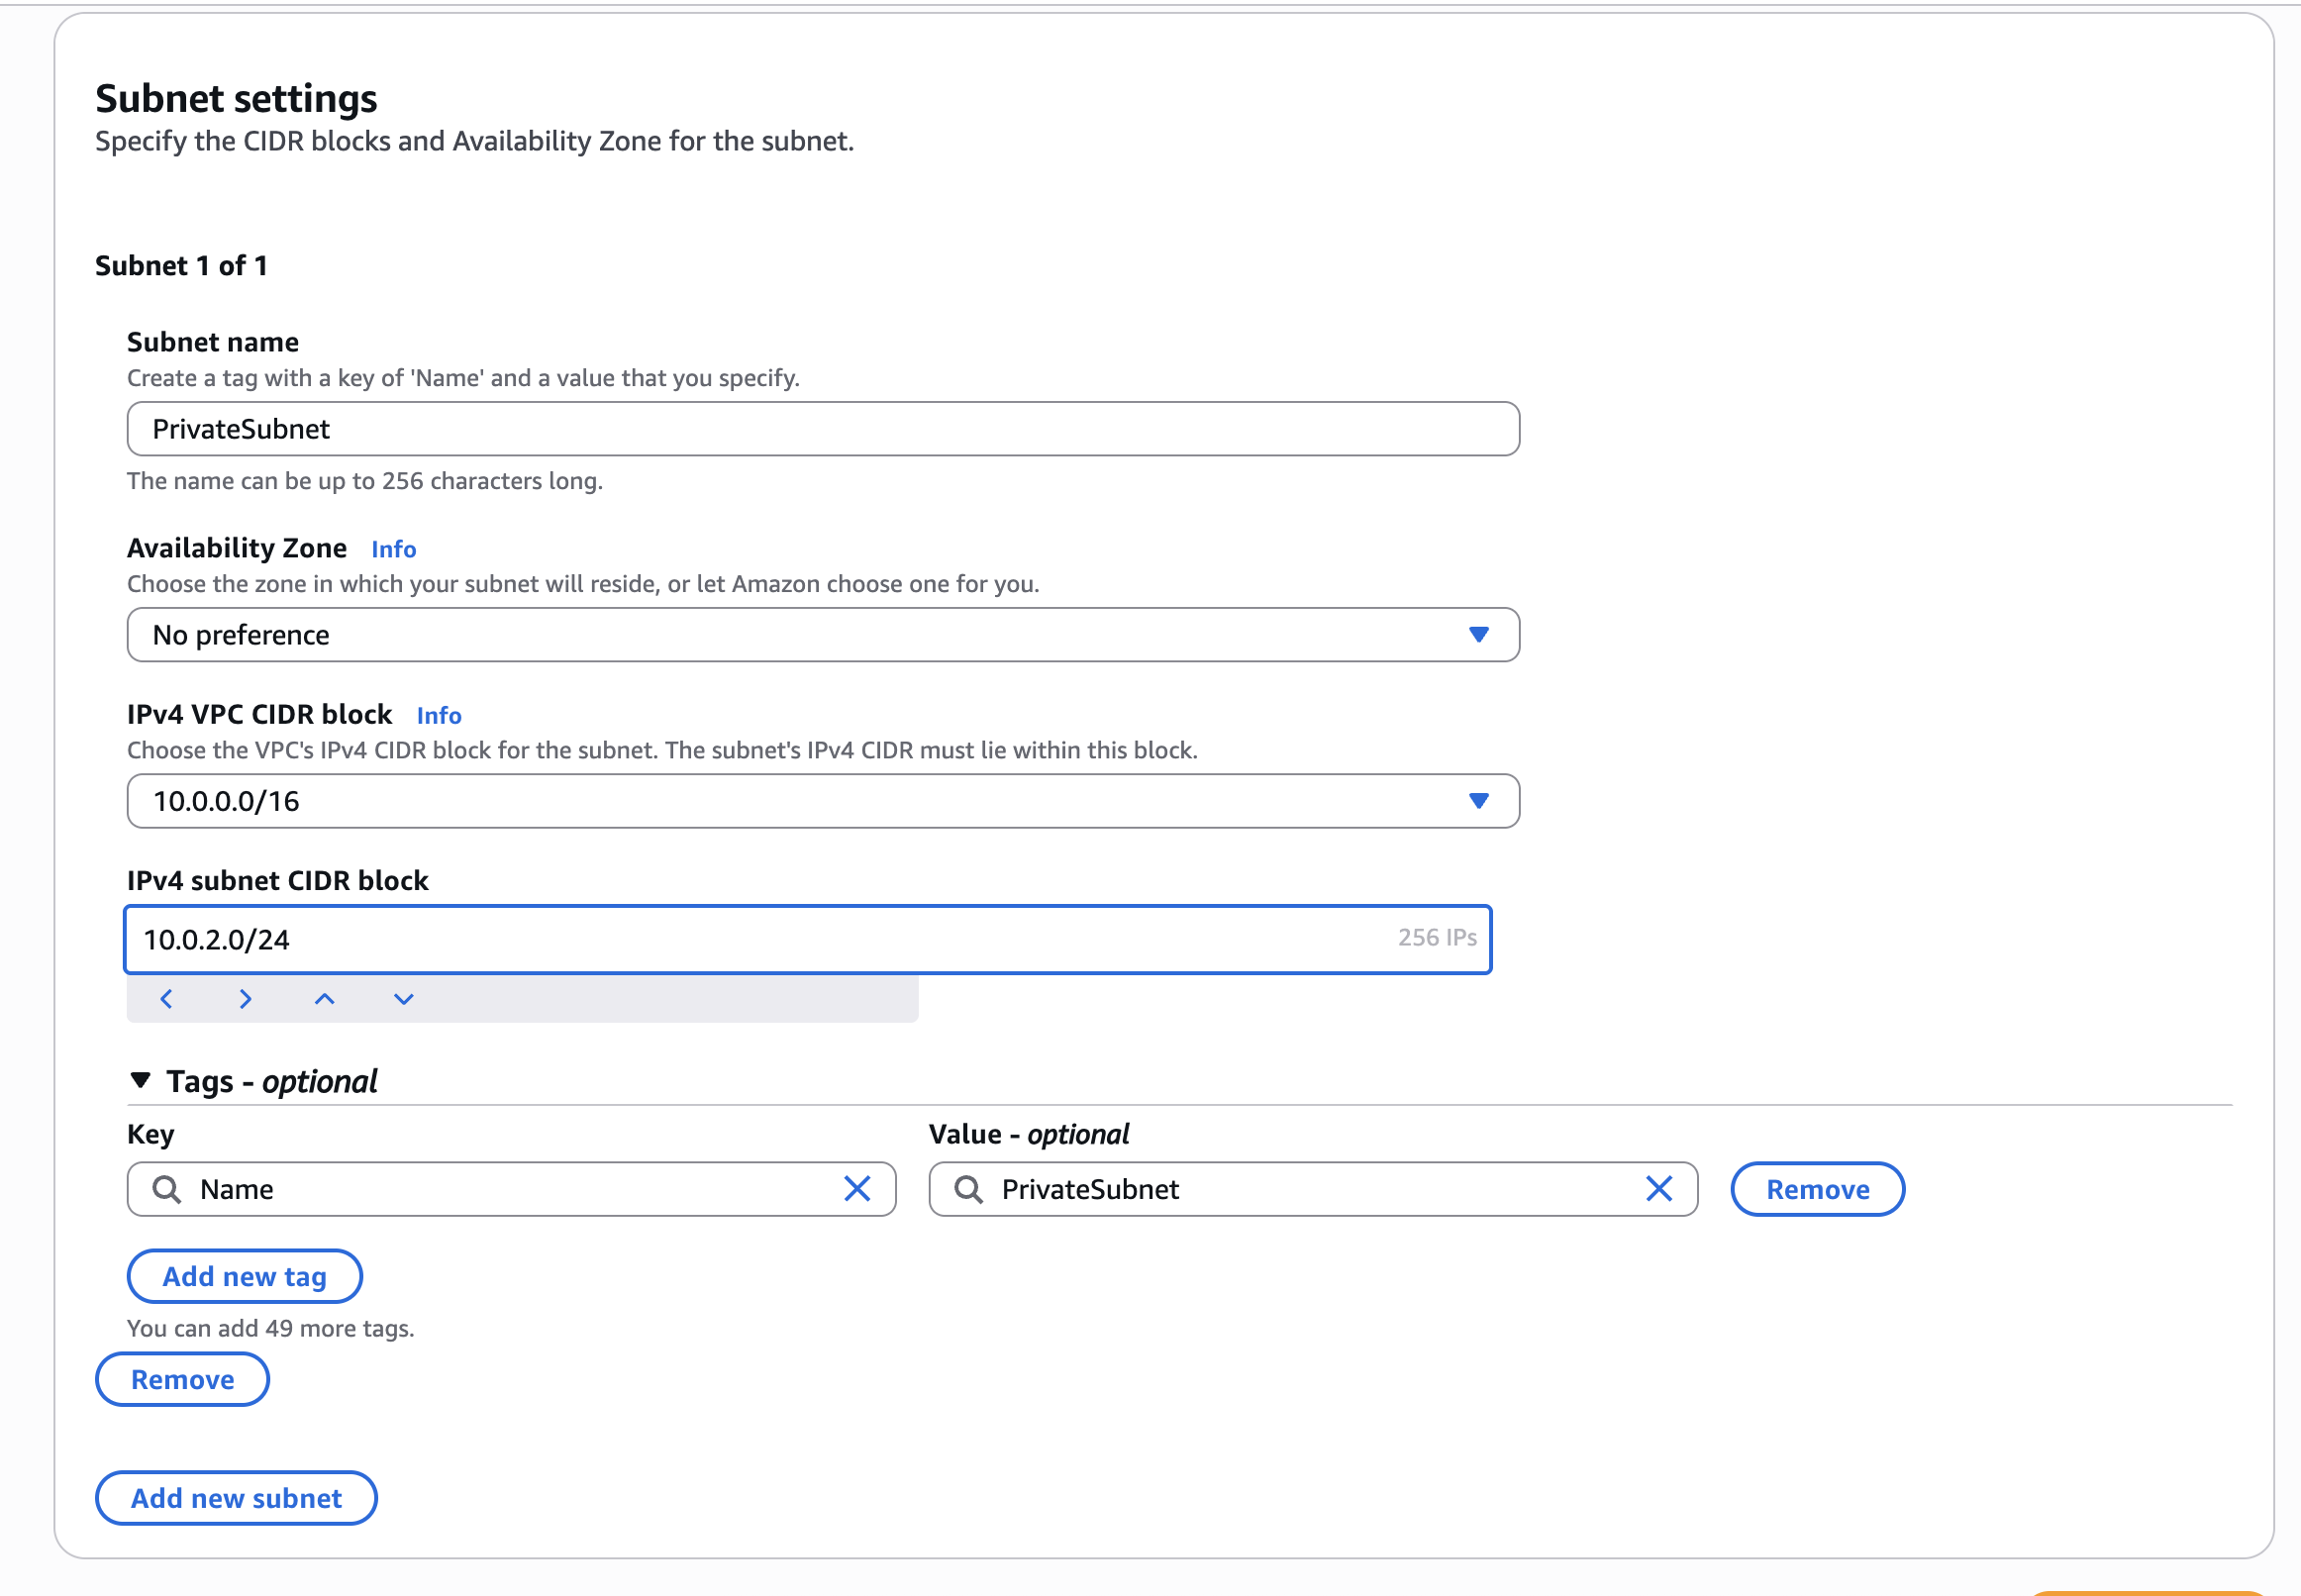 Subnet settings
Specify the CIDR blocks and Availability Zone for the subnet.
Subnet 1 of 1
Subnet name
Create a tag with a key of 'Name' and a value that you specify.
PrivateSubnet
The name can be up to 256 characters long.
Availability Zone Info
Choose the zone in which your subnet will reside, or let Amazon choose one for you.
No preference
IPv4 VPC CIDR block Info
Choose the VPC's IPv4 CIDR block for the subnet. The subnet's IPv4 CIDR must lie within this block.
10.0.0.0/16
IPv4 subnet CIDR block
10.0.2.0/24 256 IPs
Tags - optional
Key Value - optional
Name PrivateSubnet Remove
Add new tag
You can add 49 more tags.
Remove
Add new subnet